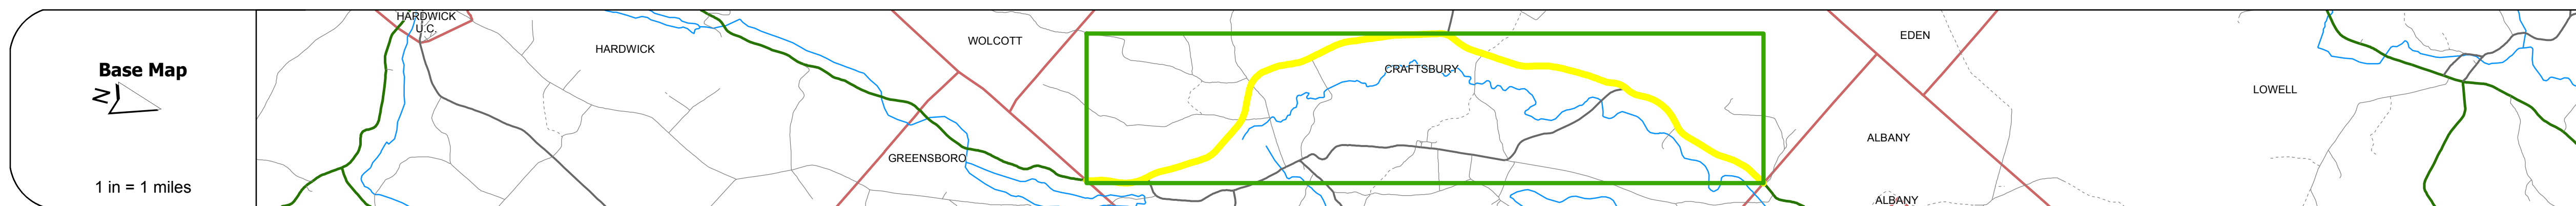 Base Map
N
1 in = 1 miles
HARDWICK
U.C.
HARDWICK
WOLCOTT
GREENSBORO
CRAFTSBURY
EDEN
ALBANY
ALBANY
LOWELL